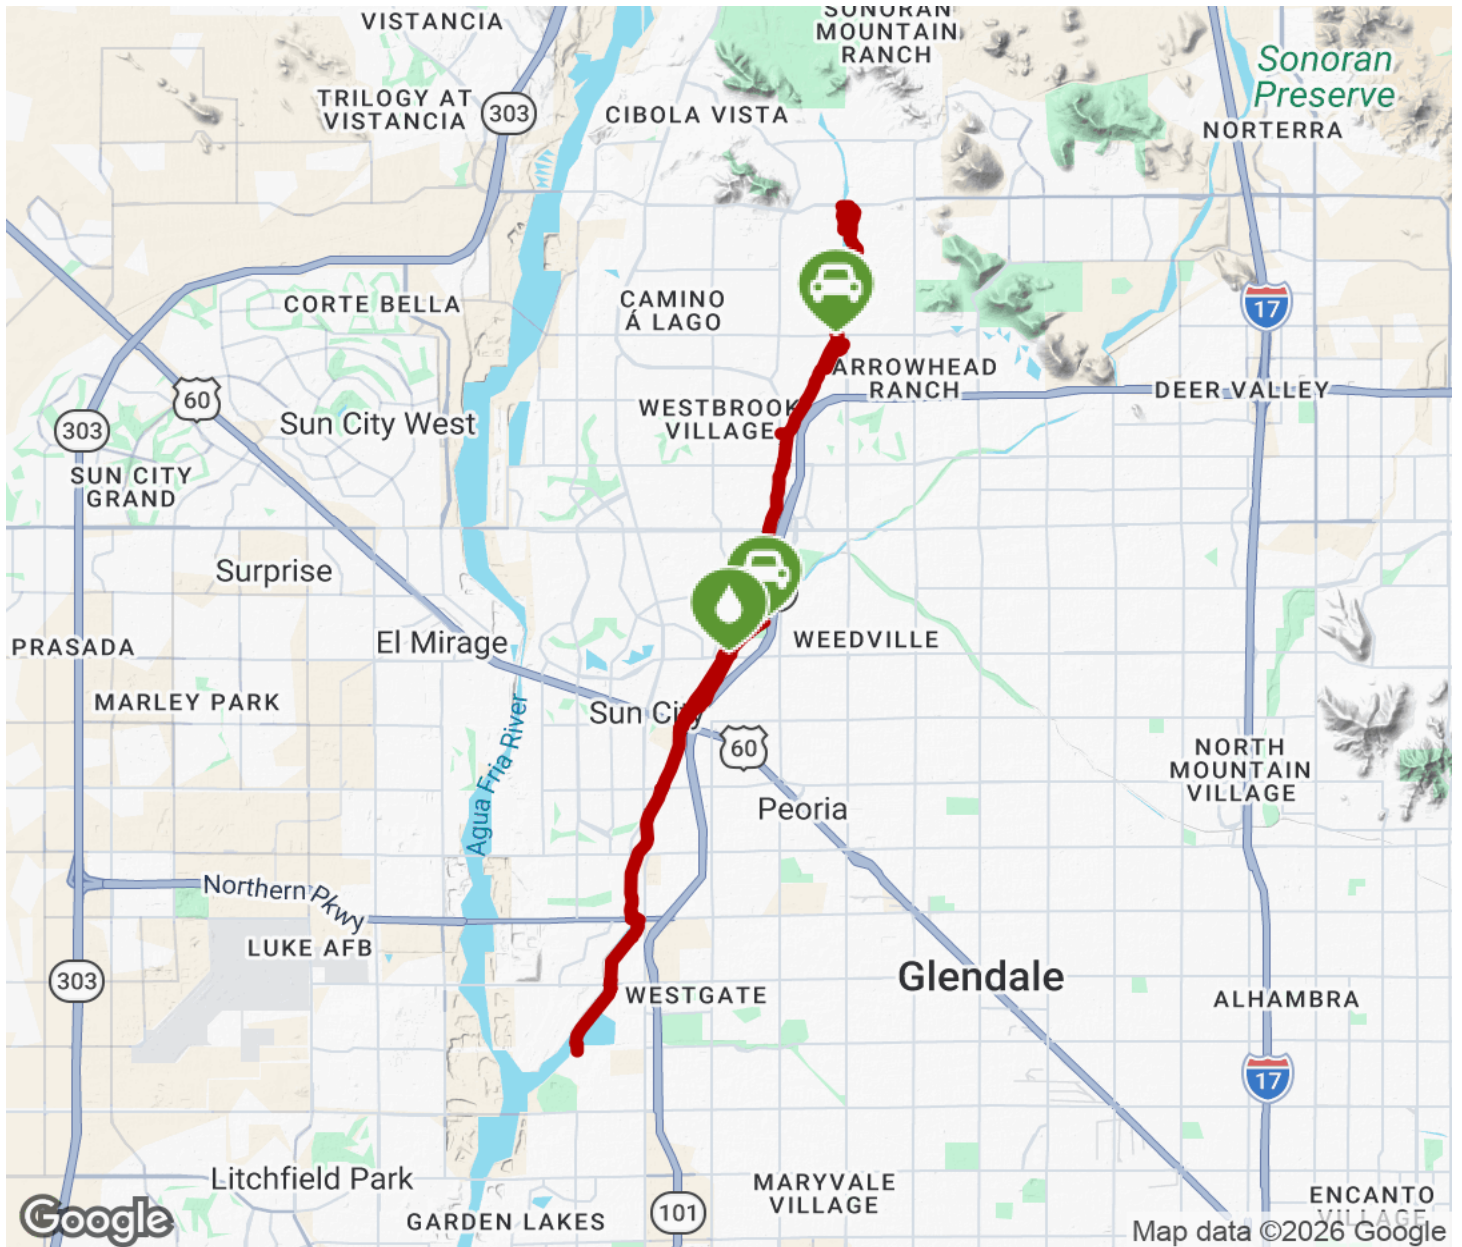 VISTANCIA
SONORAN
MOUNTAIN
RANCH
Sonoran
Preserve
TRILOGY AT
VISTANCIA
303
CIBOLA VISTA
NORTERRA
CORTE BELLA
CAMINO
Á LAGO
17
ARROWHEAD
RANCH
DEER VALLEY
60
303
Sun City West
WESTBROOK
VILLAGE
SUN CITY
GRAND
Surprise
PRASADA
El Mirage
WEEDVILLE
MARLEY PARK
Sun City
60
Agua Fria River
NORTH
MOUNTAIN
VILLAGE
Peoria
Northern Pkwy
LUKE AFB
303
WESTGATE
Glendale
ALHAMBRA
17
Litchfield Park
MARYVALE
VILLAGE
ENCANTO
VILLAGE
GARDEN LAKES
101
Google
Map data ©2026 Google